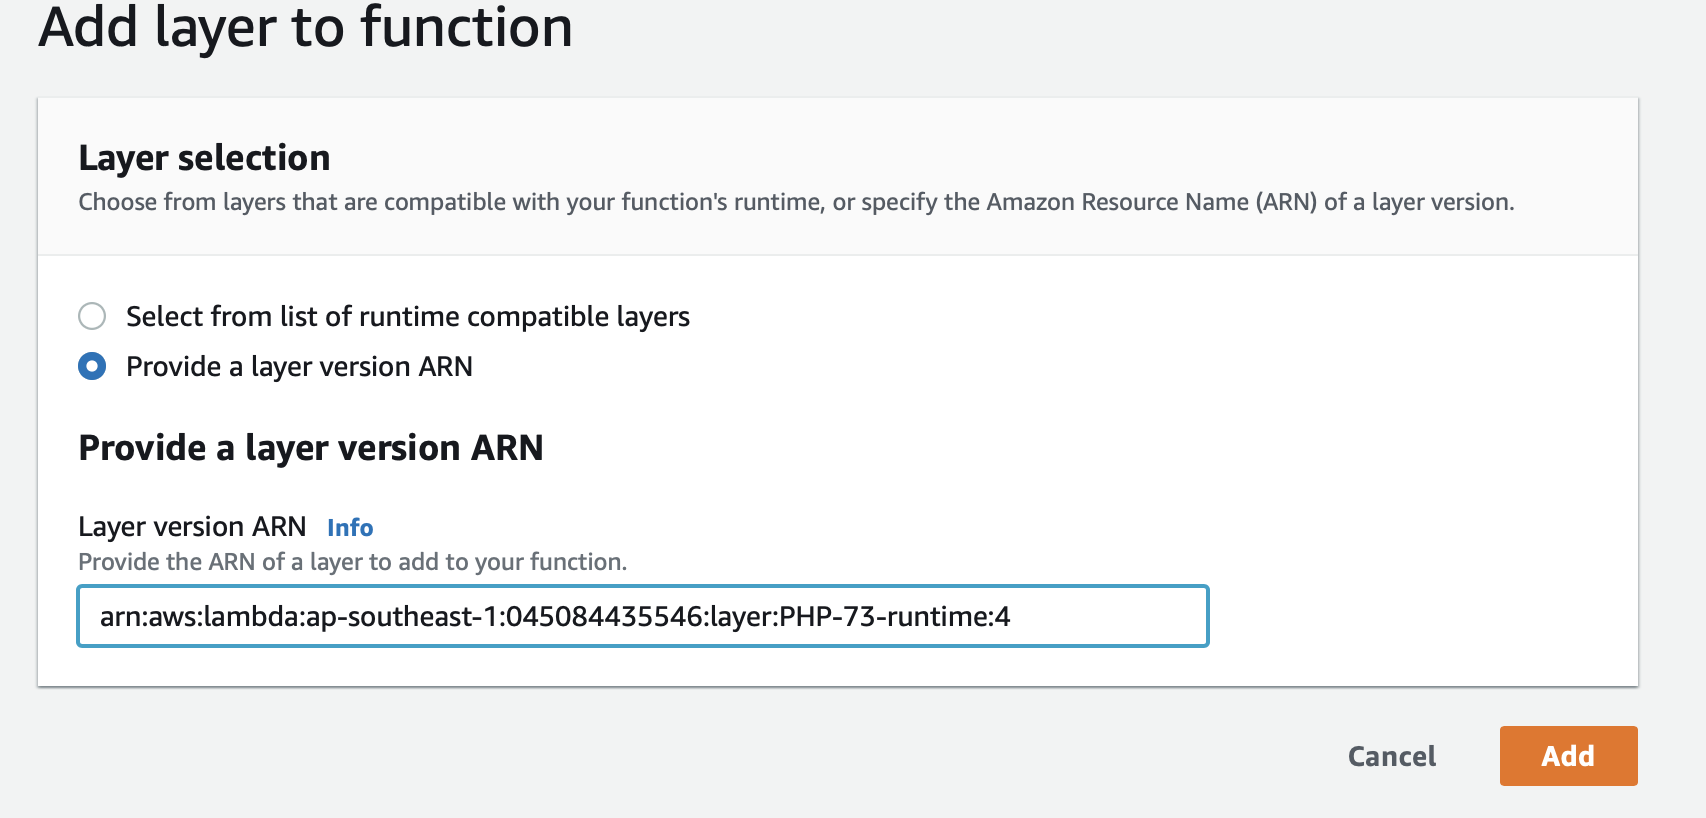 Add layer to function
Layer selection
Choose from layers that are compatible with your function's runtime, or specify the Amazon Resource Name (ARN) of a layer version.
Select from list of runtime compatible layers
Provide a layer version ARN
Provide a layer version ARN
Layer version ARN Info
Provide the ARN of a layer to add to your function.
arn:aws:lambda:ap-southeast-1:045084435546:layer:PHP-73-runtime:4
Cancel Add